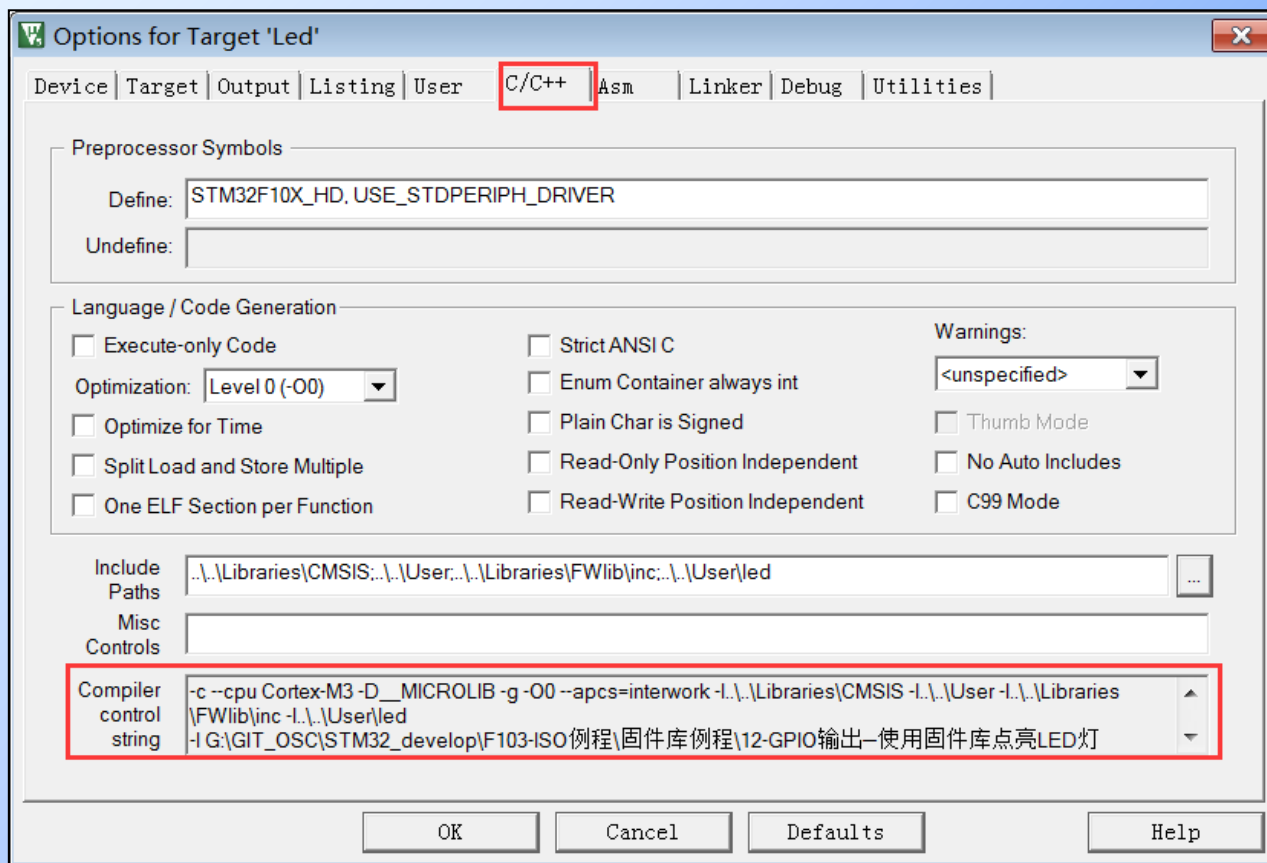 Options for Target 'Led'
Device Target Output Listing User C/C++ Asm Linker Debug Utilities
Preprocessor Symbols
Define: STM32F10X_HD, USE_STDPERIPH_DRIVER
Undefine:
Language / Code Generation
Execute-only Code Strict ANSI C Warnings:
Optimization: Level 0 (-O0) Enum Container always int <unspecified>
Optimize for Time Plain Char is Signed Thumb Mode
Split Load and Store Multiple Read-Only Position Independent No Auto Includes
One ELF Section per Function Read-Write Position Independent C99 Mode
Include Paths ..\..\Libraries\CMSIS;..\..\User;..\..\Libraries\FWlib\inc;..\..\User\led ...
Misc Controls
Compiler control string
-c --cpu Cortex-M3 -D__MICROLIB -g -O0 --apcs=interwork -I..\..\Libraries\CMSIS -I..\..\User -I..\..\Libraries
\FWlib\inc -I..\..\User\led
-I G:\GIT_OSC\STM32_develop\F103-ISO例程\固件库例程\12-GPIO输出—使用固件库点亮LED灯
OK Cancel Defaults Help